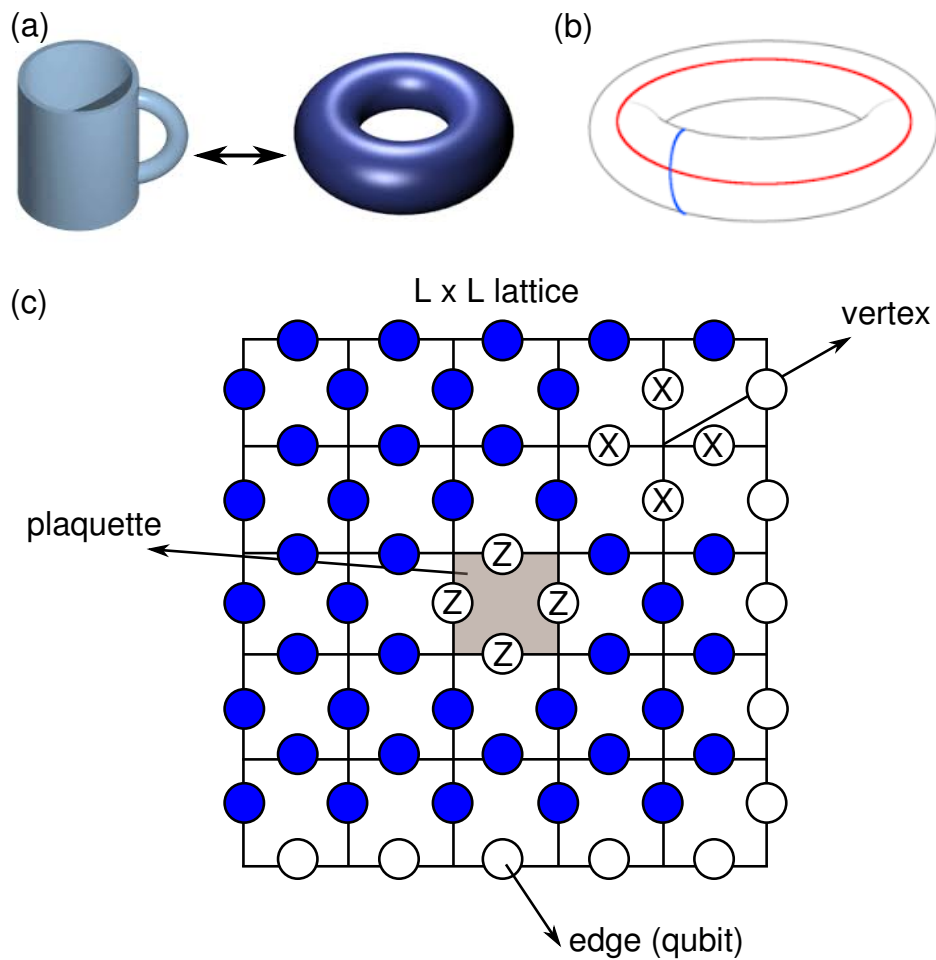 (a)
(b)
(c)
L x L lattice
vertex
X
X X
X
plaquette
Z
Z Z
Z
edge (qubit)